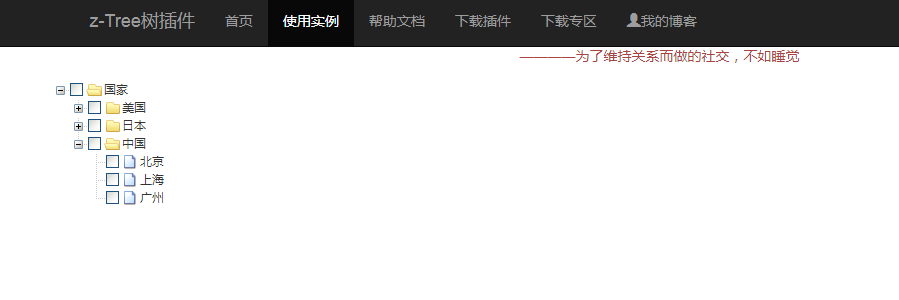 z-Tree树插件 首页 使用实例 帮助文档 下载插件 下载专区 我的博客
————为了维持关系而做的社交，不如睡觉
国家
美国
日本
中国
北京
上海
广州